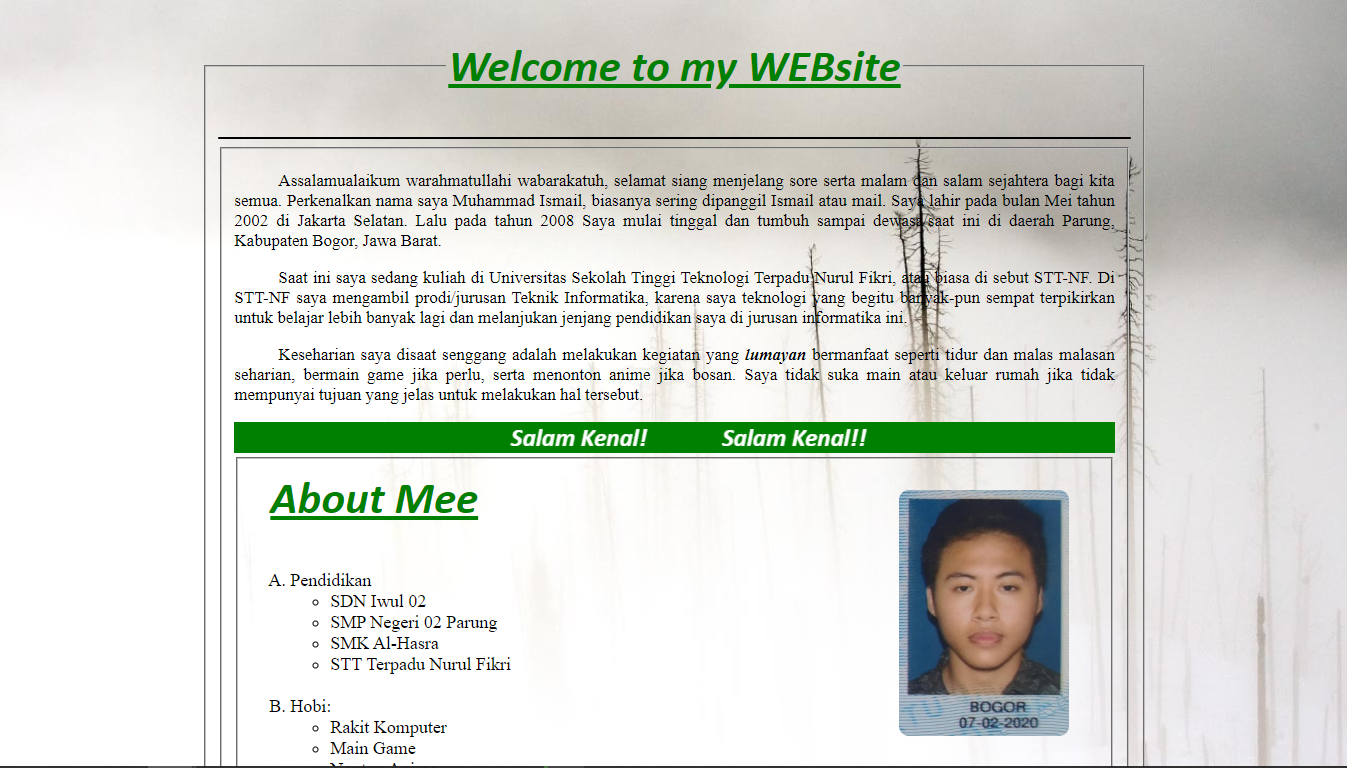 Welcome to my WEBsite
Assalamualaikum warahmatullahi wabarakatuh, selamat siang menjelang sore serta malam dan salam sejahtera bagi kita
semua. Perkenalkan nama saya Muhammad Ismail, biasanya sering dipanggil Ismail atau mail. Saya lahir pada bulan Mei tahun
2002 di Jakarta Selatan. Lalu pada tahun 2008 Saya mulai tinggal dan tumbuh sampai dewasa saat ini di daerah Parung,
Kabupaten Bogor, Jawa Barat.
Saat ini saya sedang kuliah di Universitas Sekolah Tinggi Teknologi Terpadu Nurul Fikri, atau biasa di sebut STT-NF. Di
STT-NF saya mengambil prodi/jurusan Teknik Informatika, karena saya teknologi yang begitu banyak-pun sempat terpikirkan
untuk belajar lebih banyak lagi dan melanjukan jenjang pendidikan saya di jurusan informatika ini.
Keseharian saya disaat senggang adalah melakukan kegiatan yang lumayan bermanfaat seperti tidur dan malas malasan
seharian, bermain game jika perlu, serta menonton anime jika bosan. Saya tidak suka main atau keluar rumah jika tidak
mempunyai tujuan yang jelas untuk melakukan hal tersebut.
Salam Kenal! Salam Kenal!!
About Mee
A. Pendidikan
SDN Iwul 02
SMP Negeri 02 Parung
SMK Al-Hasra
STT Terpadu Nurul Fikri
B. Hobi:
Rakit Komputer
Main Game
BOGOR
07-02-2020